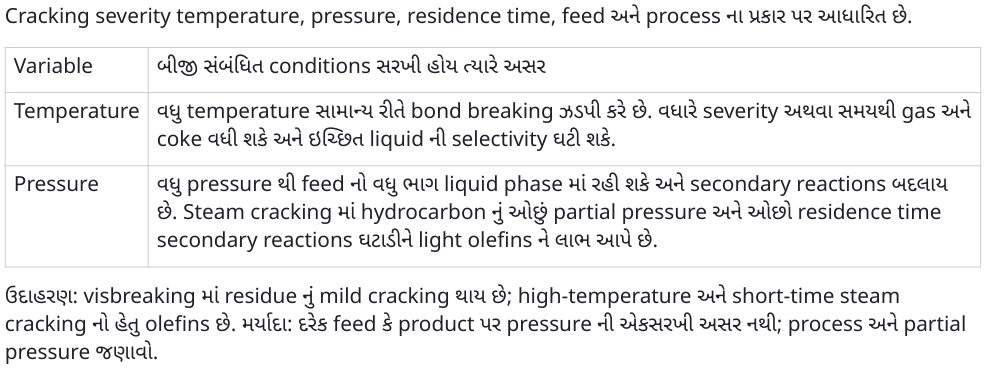 Cracking severity temperature, pressure, residence time, feed અને process ના પ્રકાર પર આધારિત છે.
Variable બીજી સંબંધિત conditions સરખી હોય ત્યારે અસર
Temperature વધુ temperature સામાન્ય રીતે bond breaking ઝડપી કરે છે. વધારે severity અથવા સમયથી gas અને
coke વધી શકે અને ઇચ્છિત liquid ની selectivity ઘટી શકે.
Pressure વધુ pressure થી feed નો વધુ ભાગ liquid phase માં રહી શકે અને secondary reactions બદલાય
છે. Steam cracking માં hydrocarbon નું ઓછું partial pressure અને ઓછો residence time
secondary reactions ઘટાડીને light olefins ને લાભ આપે છે.
ઉદાહરણ: visbreaking માં residue નું mild cracking થાય છે; high-temperature અને short-time steam
cracking નો હેતુ olefins છે. મર્યાદા: દરેક feed કે product પર pressure ની એકસરખી અસર નથી; process અને partial
pressure જણાવો.